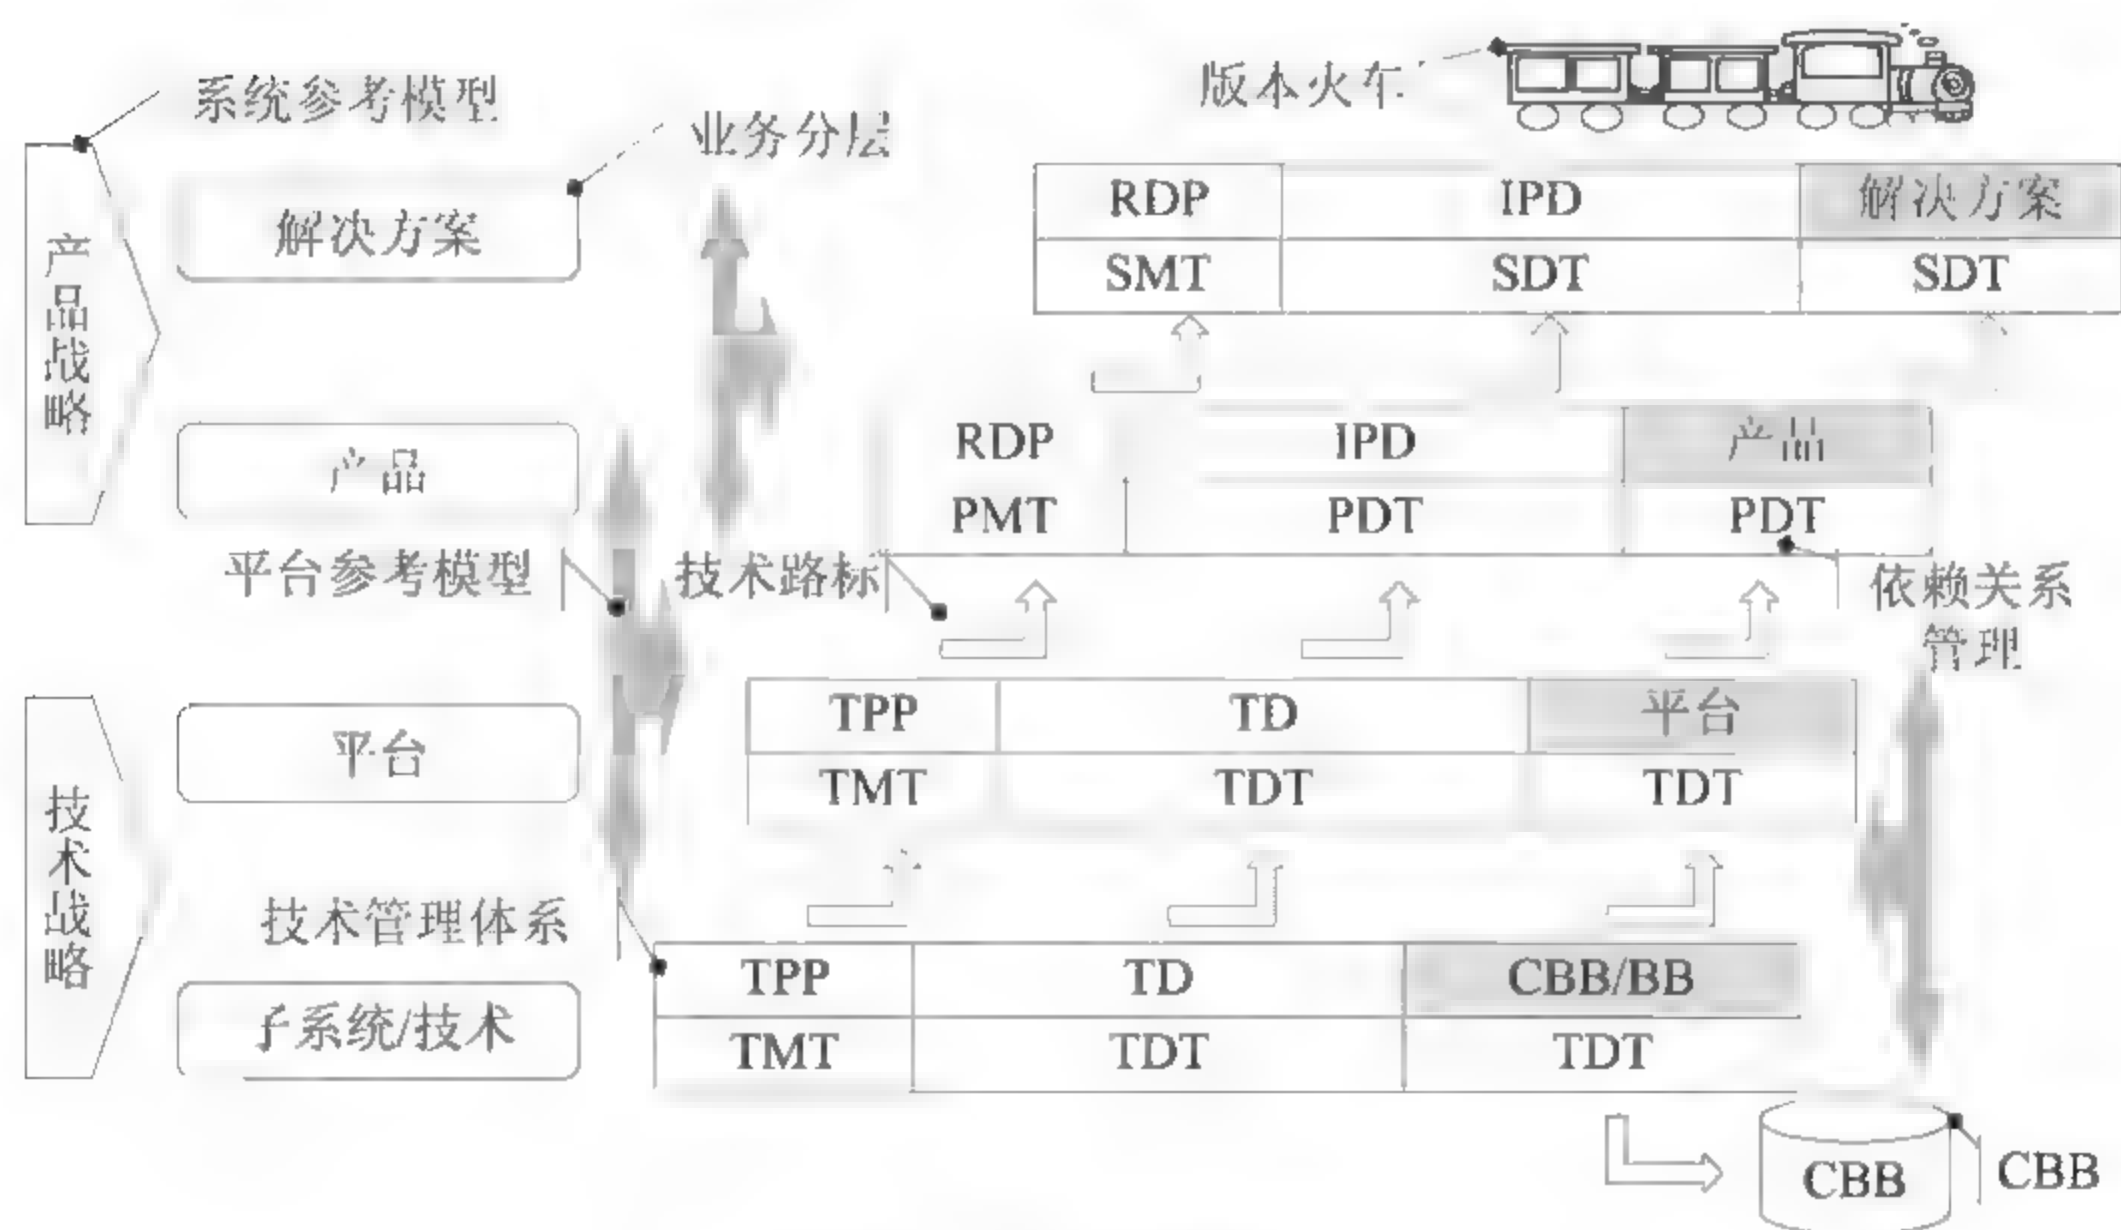 系统参考模型
版本火车
业务分层
产品战略
解决方案
RDP IPD 解决方案
SMT SDT SDT
产品
RDP IPD 产品
PMT PDT PDT
平台参考模型
技术路标
依赖关系
管理
技术战略
平台
TPP TD 平台
TMT TDT TDT
技术管理体系
子系统/技术
TPP TD CBB/BB
TMT TDT TDT
CBB
CBB